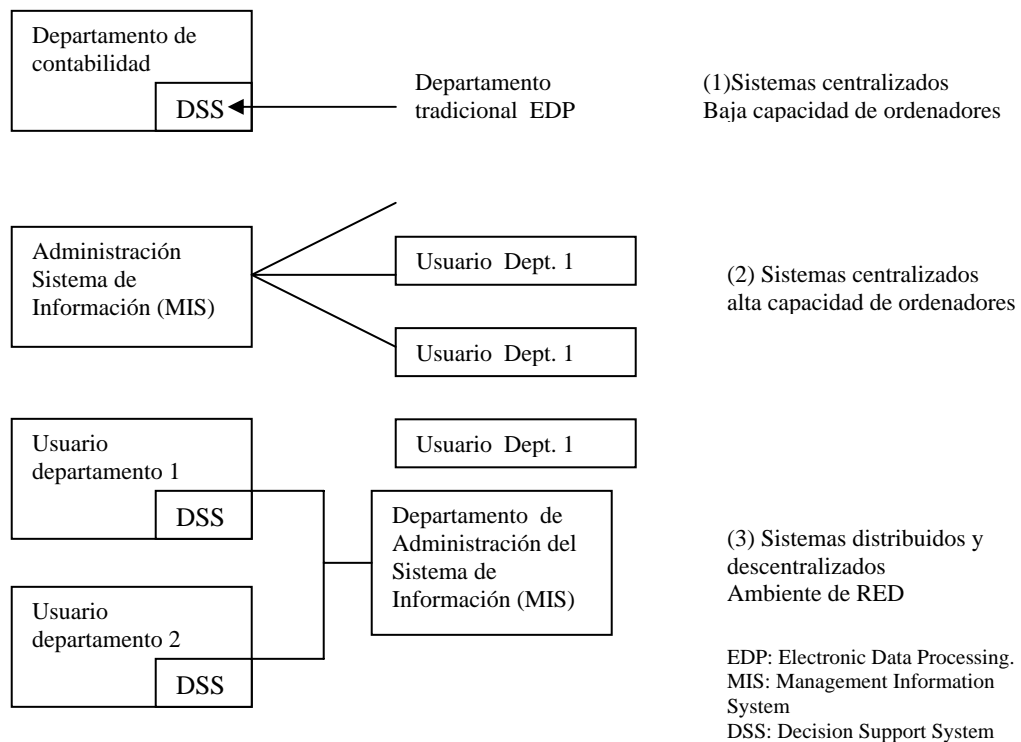 Departamento de
contabilidad
DSS
Departamento
tradicional EDP
(1)Sistemas centralizados
Baja capacidad de ordenadores
Administración
Sistema de
Información (MIS)
Usuario Dept. 1
Usuario Dept. 1
Usuario Dept. 1
(2) Sistemas centralizados
alta capacidad de ordenadores
Usuario
departamento 1
DSS
Usuario
departamento 2
DSS
Departamento de
Administración del
Sistema de
Información (MIS)
(3) Sistemas distribuidos y
descentralizados
Ambiente de RED
EDP: Electronic Data Processing.
MIS: Management Information
System
DSS: Decision Support System